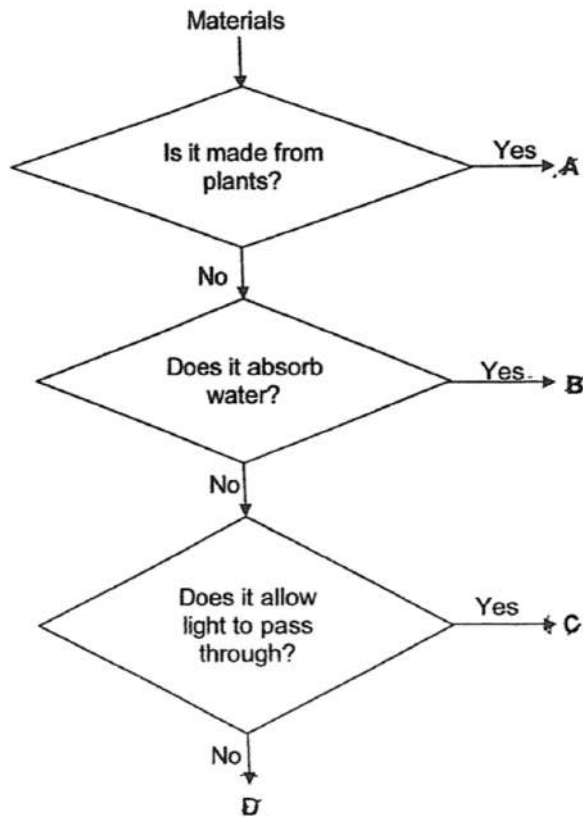 Materials
Is it made from
plants?
Yes
A
No
Does it absorb
water?
Yes
B
No
Does it allow
light to pass
through?
Yes
C
No
D